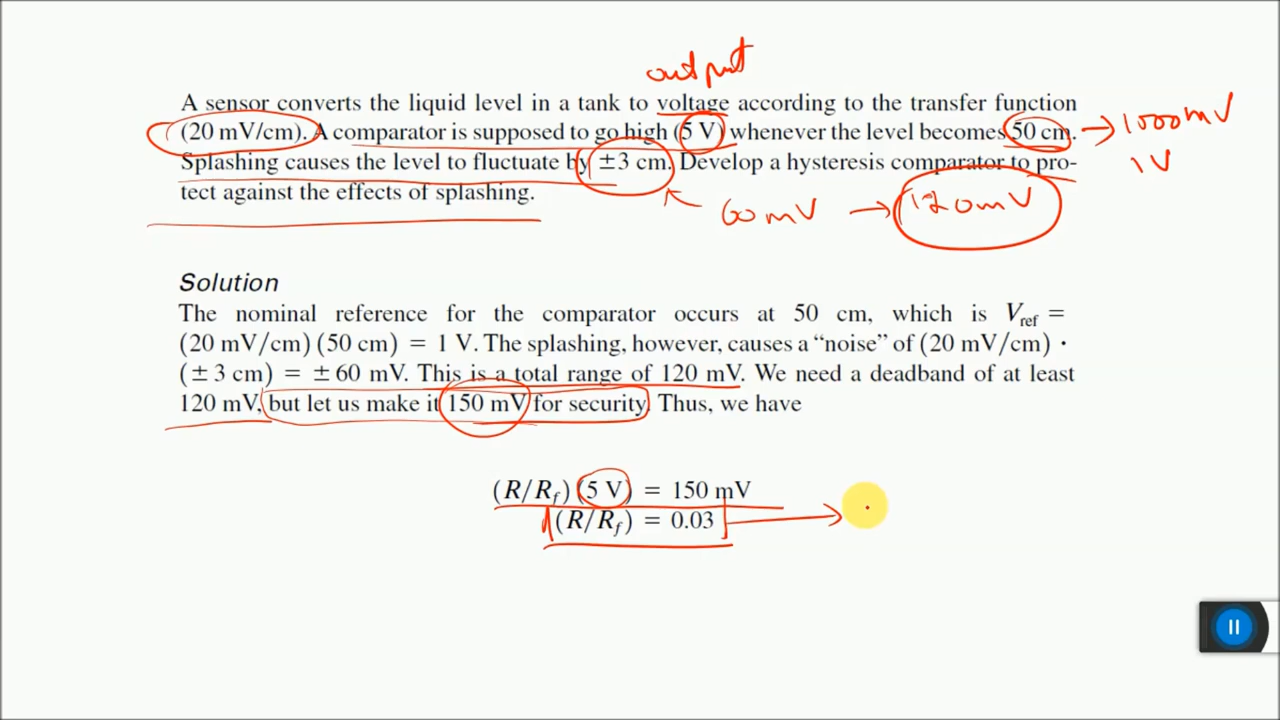 output
A sensor converts the liquid level in a tank to voltage according to the transfer function
(20 mV/cm). A comparator is supposed to go high (5 V) whenever the level becomes 50 cm. → 1000mV
Splashing causes the level to fluctuate by ±3 cm. Develop a hysteresis comparator to pro-
1V
tect against the effects of splashing.
60mV → 120mV
Solution
The nominal reference for the comparator occurs at 50 cm, which is Vref =
(20 mV/cm) (50 cm) = 1 V. The splashing, however, causes a “noise” of (20 mV/cm) ·
(± 3 cm) = ± 60 mV. This is a total range of 120 mV. We need a deadband of at least
120 mV, but let us make it 150 mV for security. Thus, we have
(R/Rf) (5 V) = 150 mV
(R/Rf) = 0.03